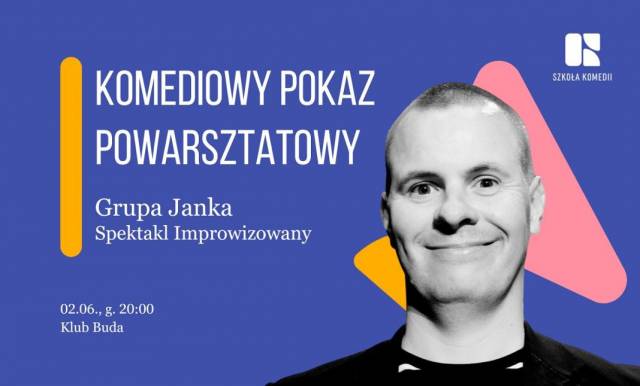 SZKOŁA KOMEDII
KOMEDIOWY POKAZ
POWARSZTATOWY
Grupa Janka
Spektakl Improwizowany
02.06., g. 20:00
Klub Buda